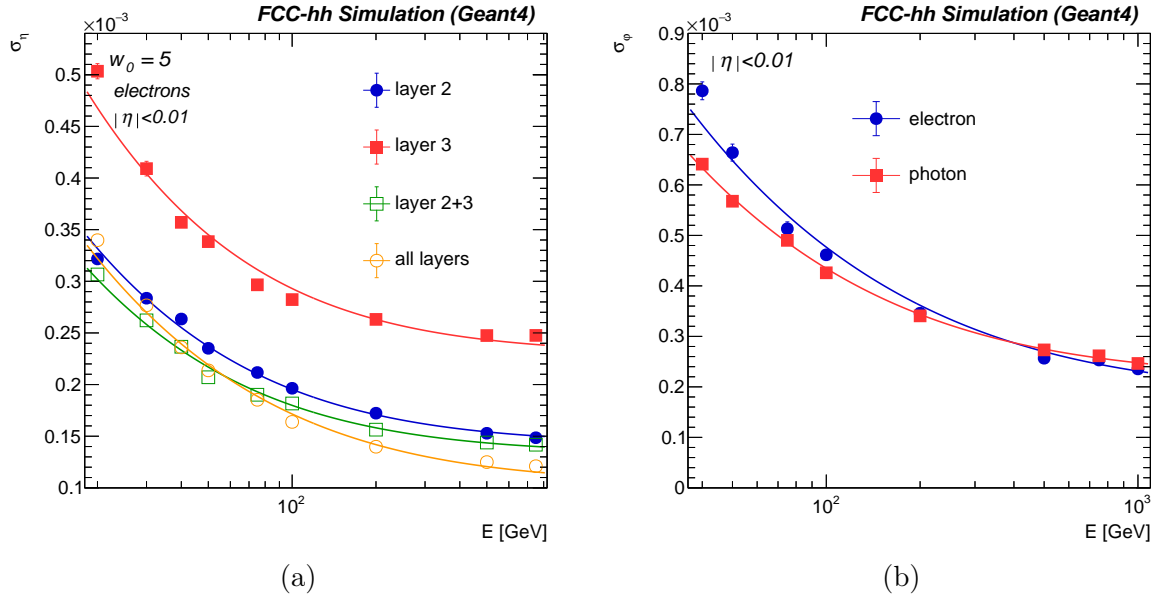 FCC-hh Simulation (Geant4)
×10⁻³
σ_η
w₀ = 5
electrons
|η|<0.01
layer 2
layer 3
layer 2+3
all layers
0.5
0.45
0.4
0.35
0.3
0.25
0.2
0.15
0.1
10²
E [GeV]
(a)
FCC-hh Simulation (Geant4)
×10⁻³
σ_φ
|η|<0.01
electron
photon
0.9
0.8
0.7
0.6
0.5
0.4
0.3
0.2
0.1
0
10²
10³
E [GeV]
(b)